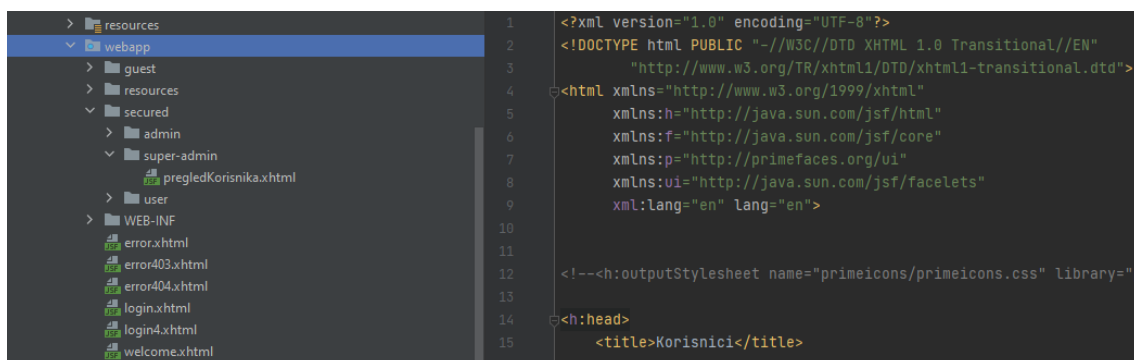 resources
webapp
guest
resources
secured
admin
super-admin
pregledKorisnika.xhtml
user
WEB-INF
error.xhtml
error403.xhtml
error404.xhtml
login.xhtml
login4.xhtml
welcome.xhtml
1 <?xml version="1.0" encoding="UTF-8"?>
2 <!DOCTYPE html PUBLIC "-//W3C//DTD XHTML 1.0 Transitional//EN"
3 "http://www.w3.org/TR/xhtml1/DTD/xhtml1-transitional.dtd">
4 <html xmlns="http://www.w3.org/1999/xhtml"
5 xmlns:h="http://java.sun.com/jsf/html"
6 xmlns:f="http://java.sun.com/jsf/core"
7 xmlns:p="http://primefaces.org/ui"
8 xmlns:ui="http://java.sun.com/jsf/facelets"
9 xml:lang="en" lang="en">
10
11
12 <!--<h:outputStylesheet name="primeicons/primeicons.css" library="
13
14 <h:head>
15 <title>Korisnici</title>